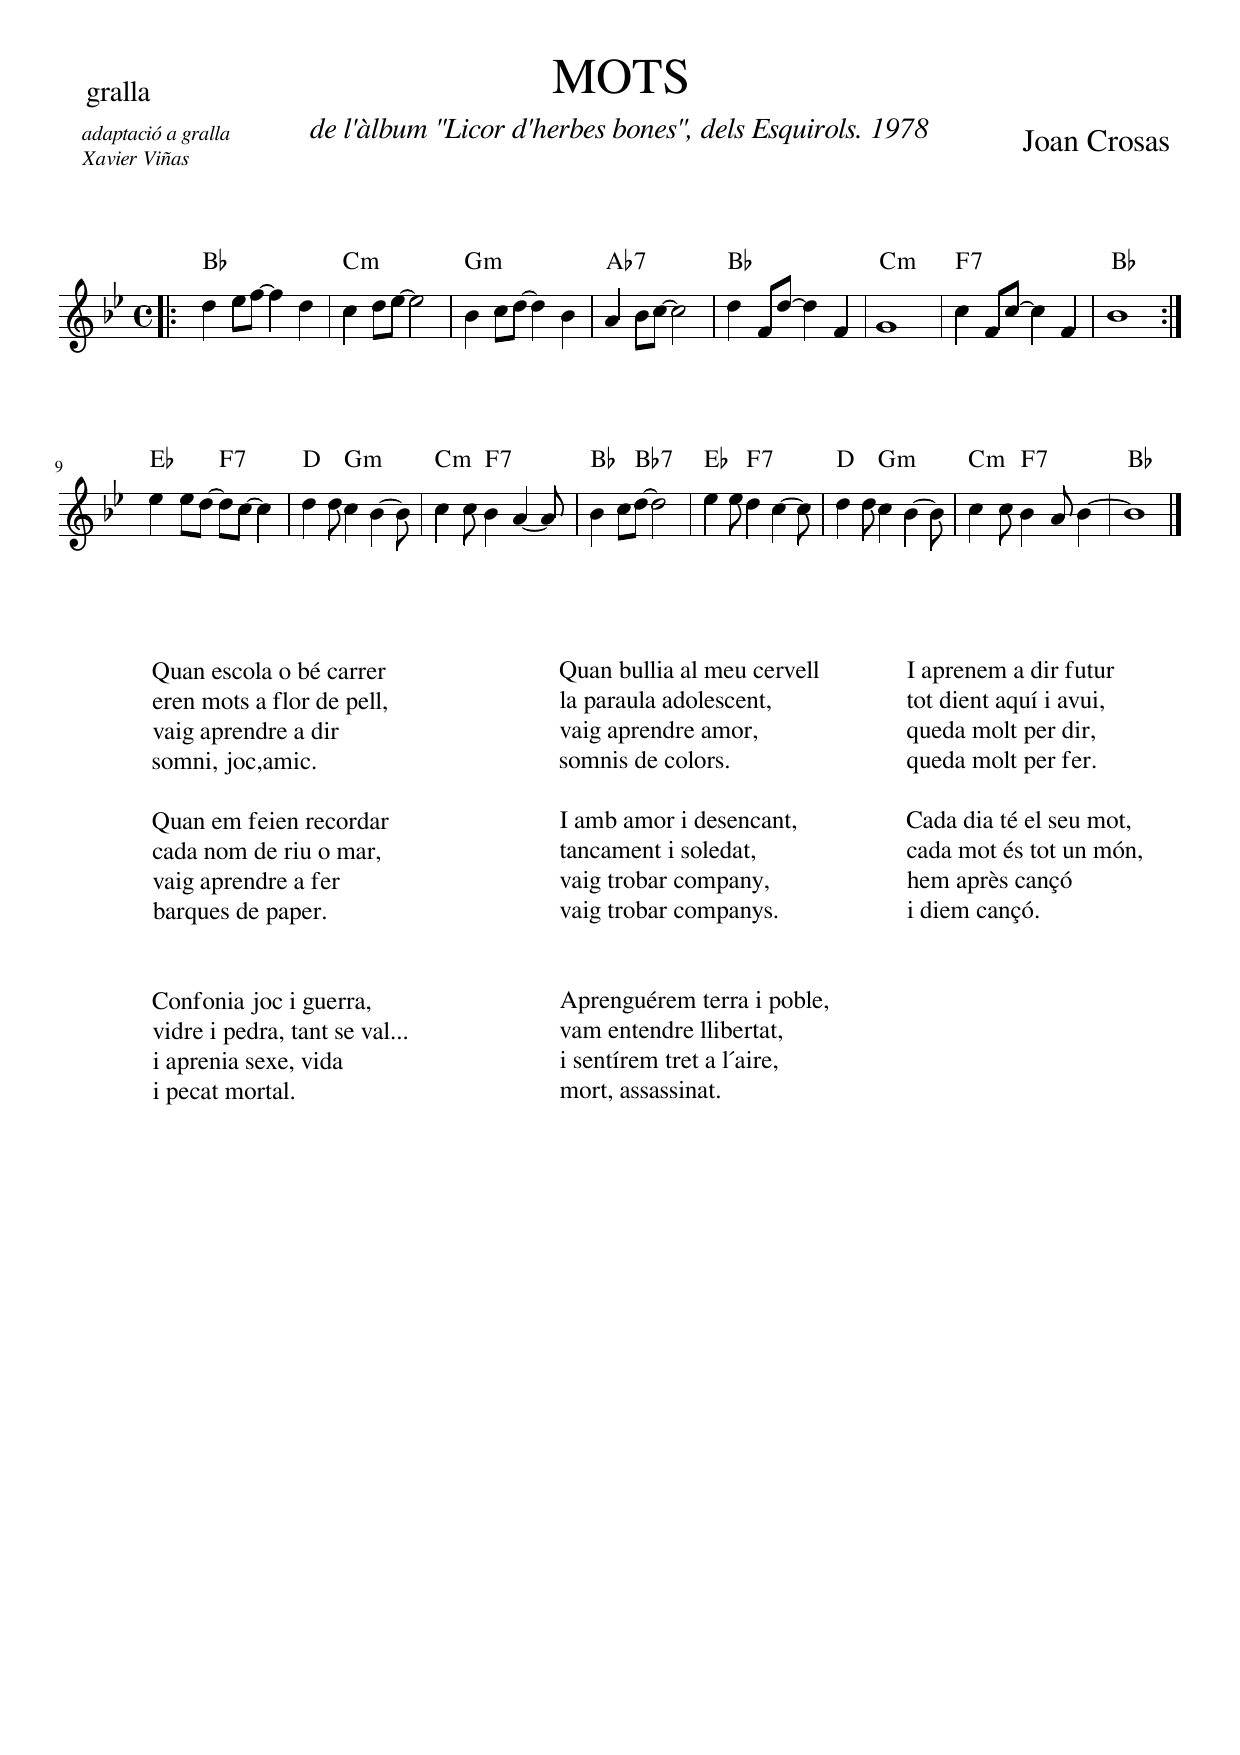 MOTS
gralla
de l'àlbum "Licor d'herbes bones", dels Esquirols. 1978
adaptació a gralla
Xavier Viñas
Joan Crosas
B♭ Cm Gm A♭7 B♭ Cm F7 B♭
9
E♭ F7 D Gm Cm F7 B♭ B♭7 E♭ F7 D Gm Cm F7 B♭
Quan escola o bé carrer
eren mots a flor de pell,
vaig aprendre a dir
somni, joc,amic.
Quan em feien recordar
cada nom de riu o mar,
vaig aprendre a fer
barques de paper.
Confonia joc i guerra,
vidre i pedra, tant se val...
i aprenia sexe, vida
i pecat mortal.
Quan bullia al meu cervell
la paraula adolescent,
vaig aprendre amor,
somnis de colors.
I amb amor i desencant,
tancament i soledat,
vaig trobar company,
vaig trobar companys.
Aprenguérem terra i poble,
vam entendre llibertat,
i sentírem tret a l´aire,
mort, assassinat.
I aprenem a dir futur
tot dient aquí i avui,
queda molt per dir,
queda molt per fer.
Cada dia té el seu mot,
cada mot és tot un món,
hem après cançó
i diem cançó.